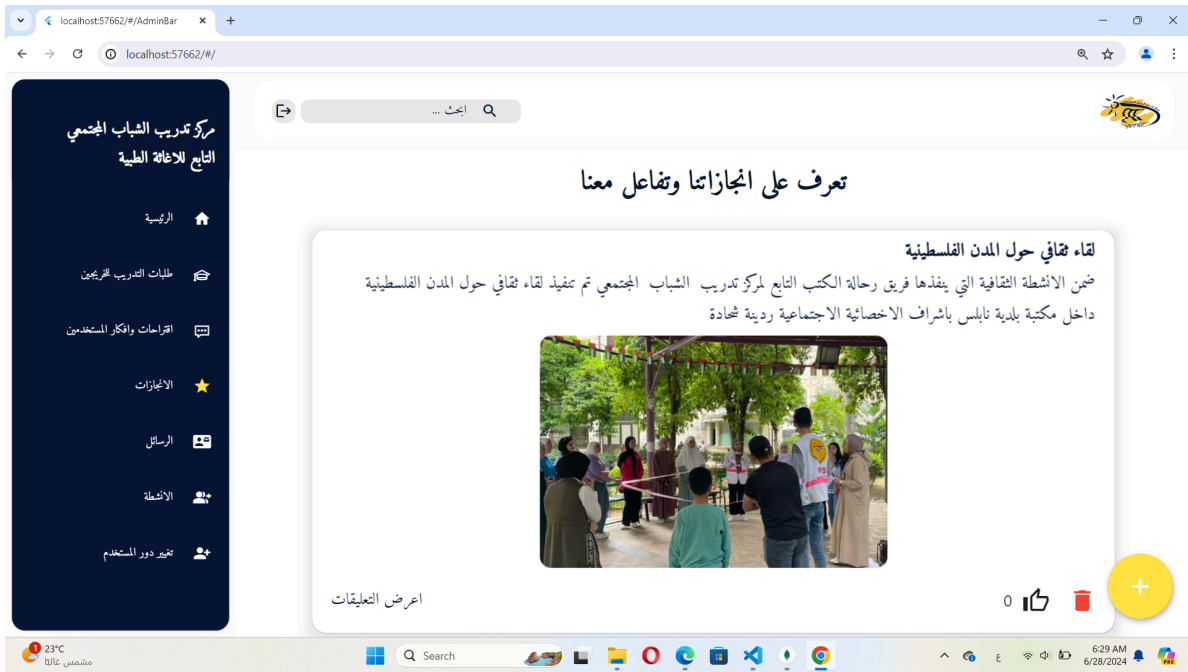 localhost:57662/#/AdminBar
localhost:57662/#/
ابحث ...
مركز تدريب الشباب المجتمعي
التابع للاغاثة الطبية
الرئيسية
طلبات التدريب للخريجين
اقتراحات وافكار المستخدمين
الانجازات
الرسائل
الانشطة
تغيير دور المستخدم
تعرف على انجازاتنا وتفاعل معنا
لقاء ثقافي حول المدن الفلسطينية
ضمن الانشطة الثقافية التي ينفذها فريق رحالة الكتب التابع لمركز تدريب الشباب المجتمعي تم تنفيذ لقاء ثقافي حول المدن الفلسطينية
داخل مكتبة بلدية نابلس باشراف الاخصائية الاجتماعية ردينة شحادة
0
اعرض التعليقات
1
23°C
مشمس غالبًا
Search
ع
6:29 AM
6/28/2024
PRE